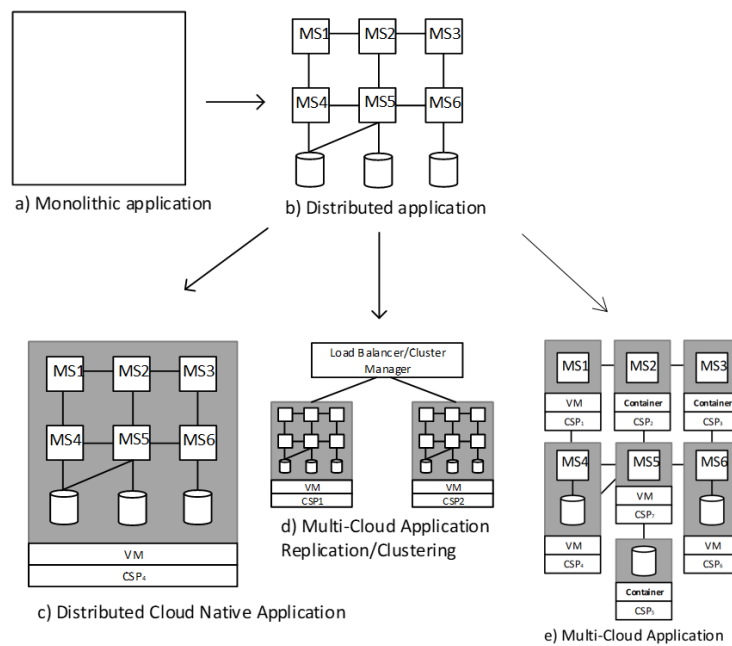 MS1 MS2 MS3
MS4 MS5 MS6
a) Monolithic application
b) Distributed application
MS1 MS2 MS3
MS4 MS5 MS6
VM
CSP₄
c) Distributed Cloud Native Application
Load Balancer/Cluster
Manager
VM
CSP1
VM
CSP2
d) Multi-Cloud Application
Replication/Clustering
MS1 MS2 MS3
VM Container Container
CSP₁ CSP₂ CSP₃
MS4 MS5 MS6
VM
CSP₇
VM VM
CSP₄ CSP₆
Container
CSP₅
e) Multi-Cloud Application